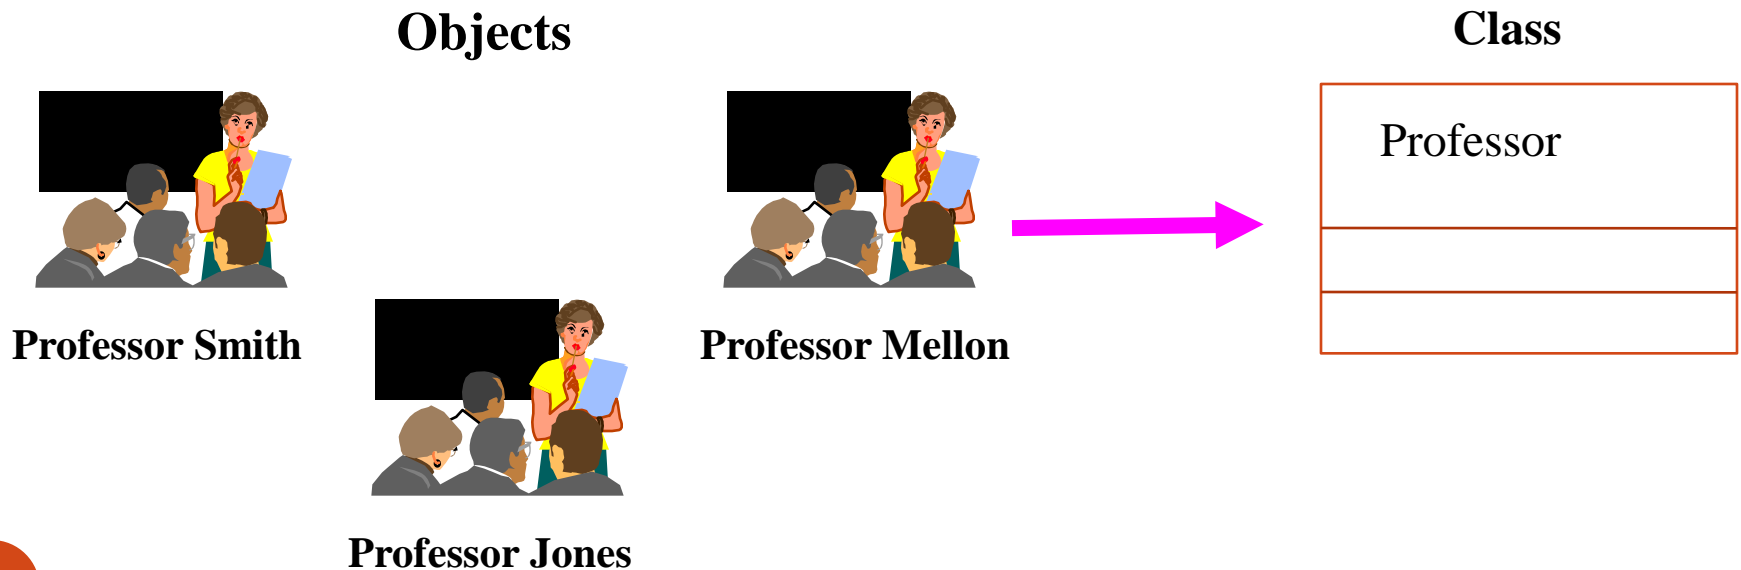 Objects
Class
Professor
Professor Smith
Professor Mellon
Professor Jones